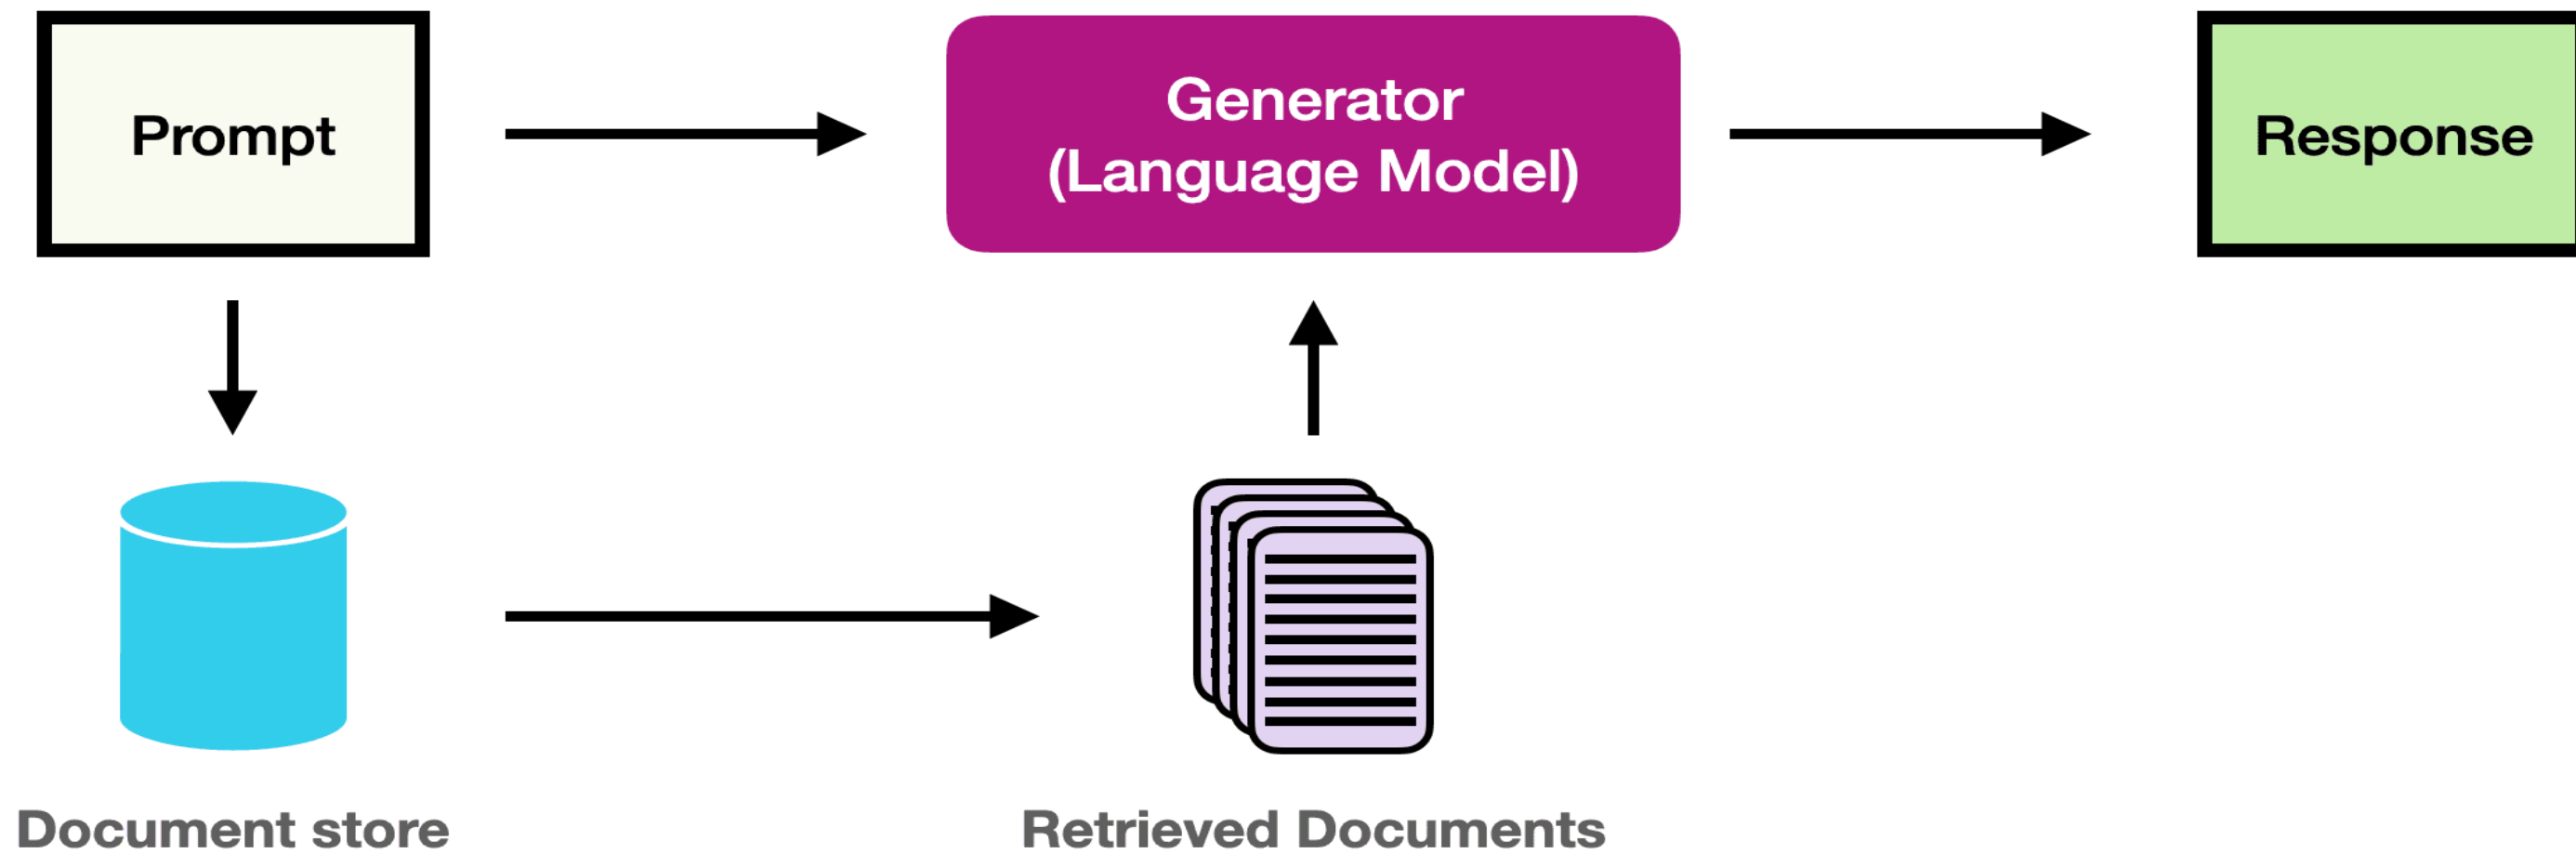 Prompt
Generator
(Language Model)
Response
Document store
Retrieved Documents